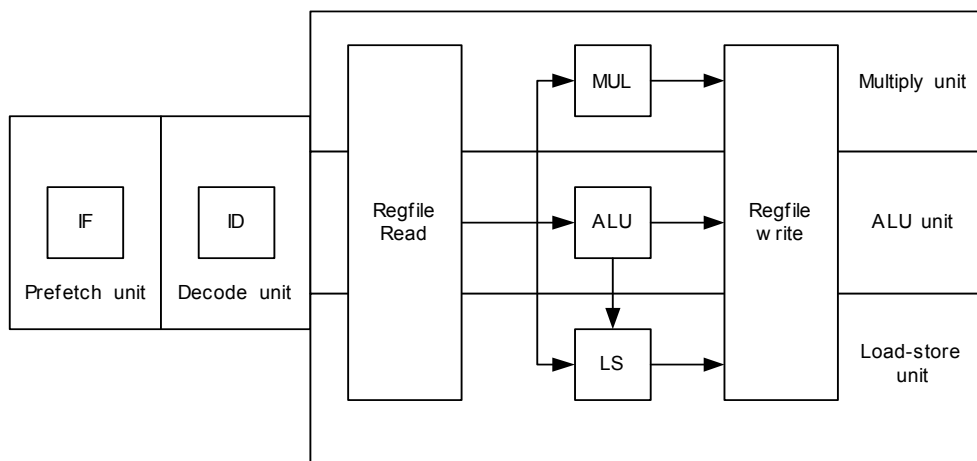 MUL
Multiply unit
IF
ID
Regfile
Read
ALU
Regfile
write
ALU unit
Prefetch unit
Decode unit
LS
Load-store
unit